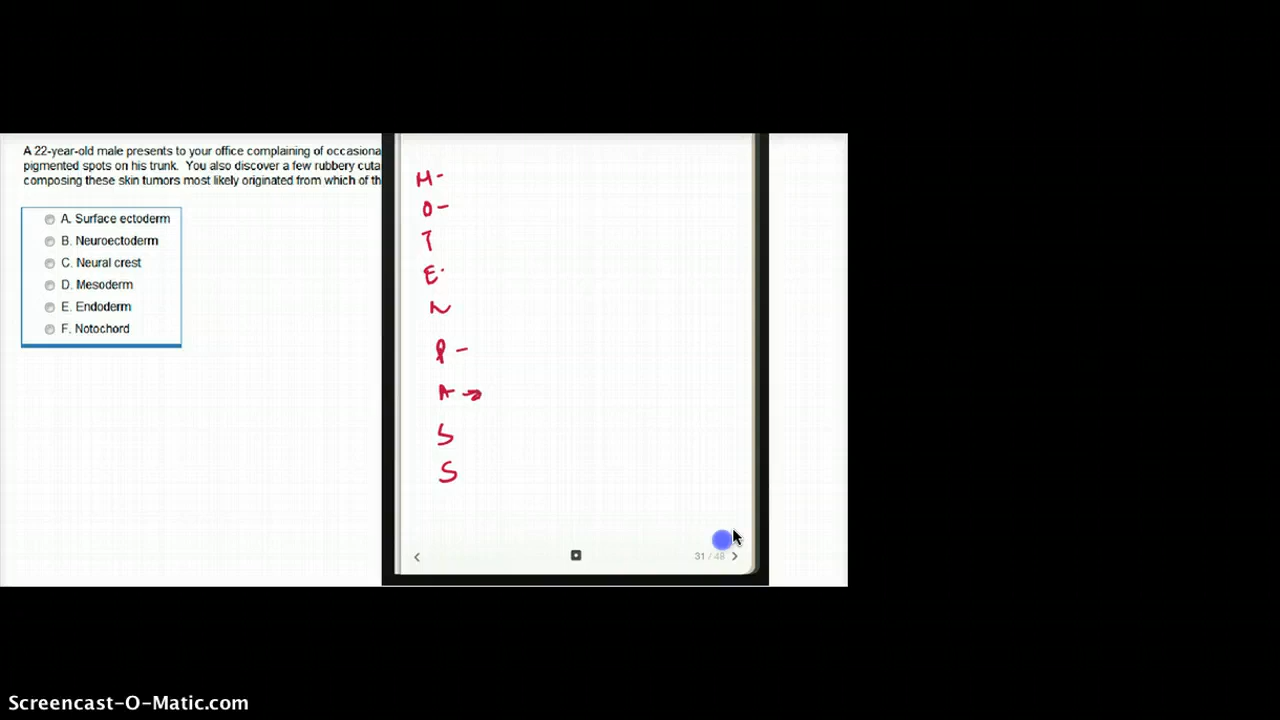 A 22-year-old male presents to your office complaining of occasiona
pigmented spots on his trunk. You also discover a few rubbery cuta
composing these skin tumors most likely originated from which of th
A. Surface ectoderm
B. Neuroectoderm
C. Neural crest
D. Mesoderm
E. Endoderm
F. Notochord
M-
O-
T
E-
N
P-
A→
S
S
31 / 48
Screencast-O-Matic.com